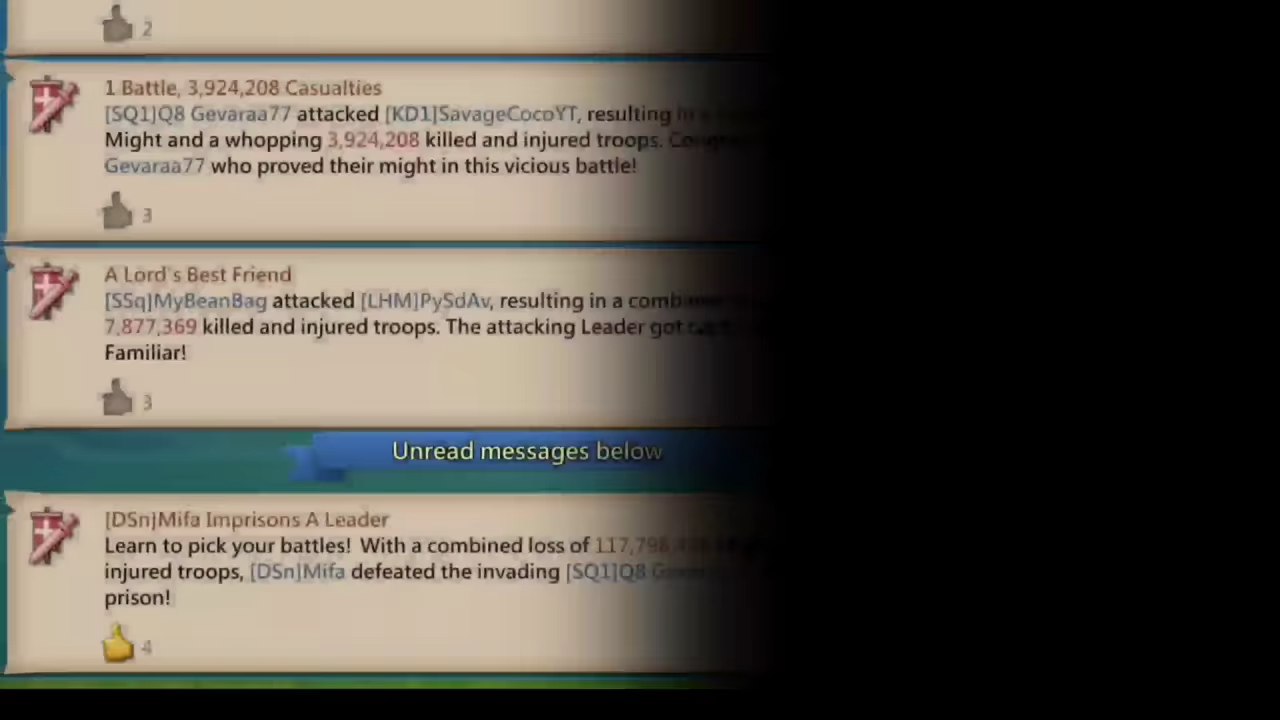 2
1 Battle, 3,924,208 Casualties
[SQ1]Q8 Gevaraa77 attacked [KD1]SavageCocoYT, resulting in a
Might and a whopping 3,924,208 killed and injured troops.
Gevaraa77 who proved their might in this vicious battle!
3
A Lord's Best Friend
[SSq]MyBeanBag attacked [LHM]PySdAv, resulting in a combined
7,877,369 killed and injured troops. The attacking Leader got
Familiar!
3
Unread messages below
[DSn]Mifa Imprisons A Leader
Learn to pick your battles! With a combined loss of
injured troops, [DSn]Mifa defeated the invading [SQ1]Q8
prison!
4